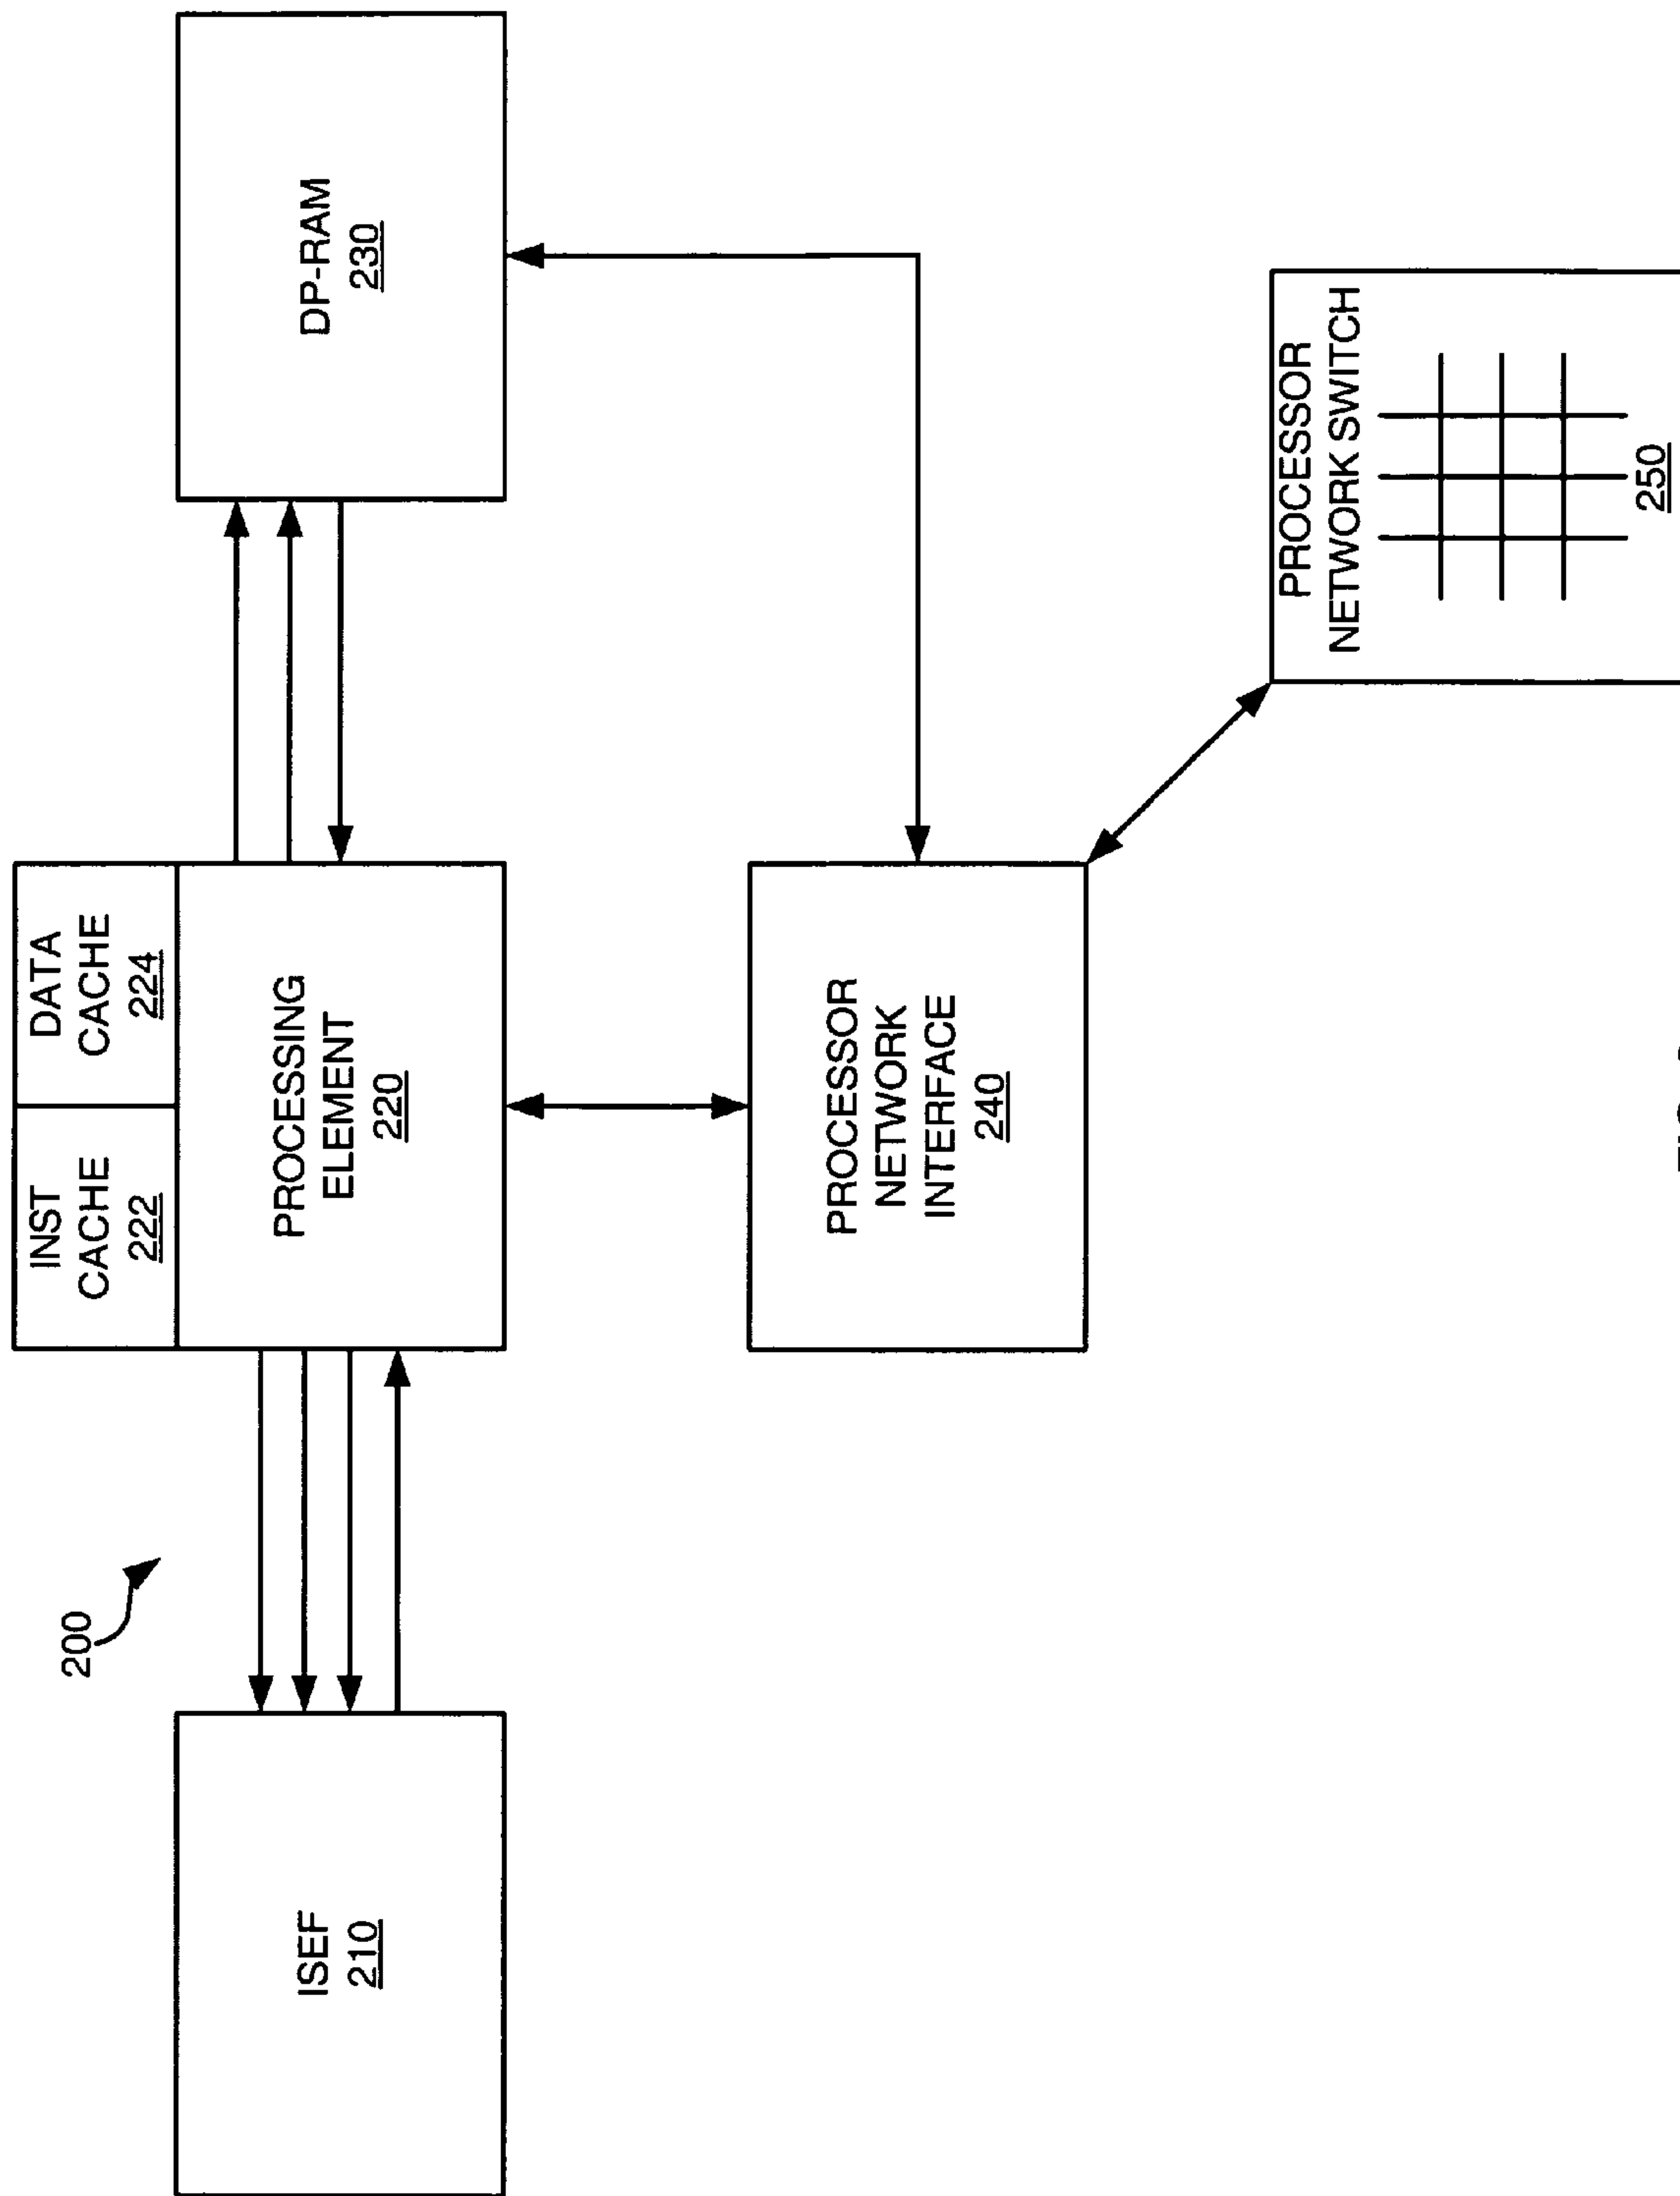 200
ISEF
210
INST
CACHE
222
DATA
CACHE
224
PROCESSING
ELEMENT
220
DP-RAM
230
PROCESSOR
NETWORK
INTERFACE
240
PROCESSOR
NETWORK SWITCH
250